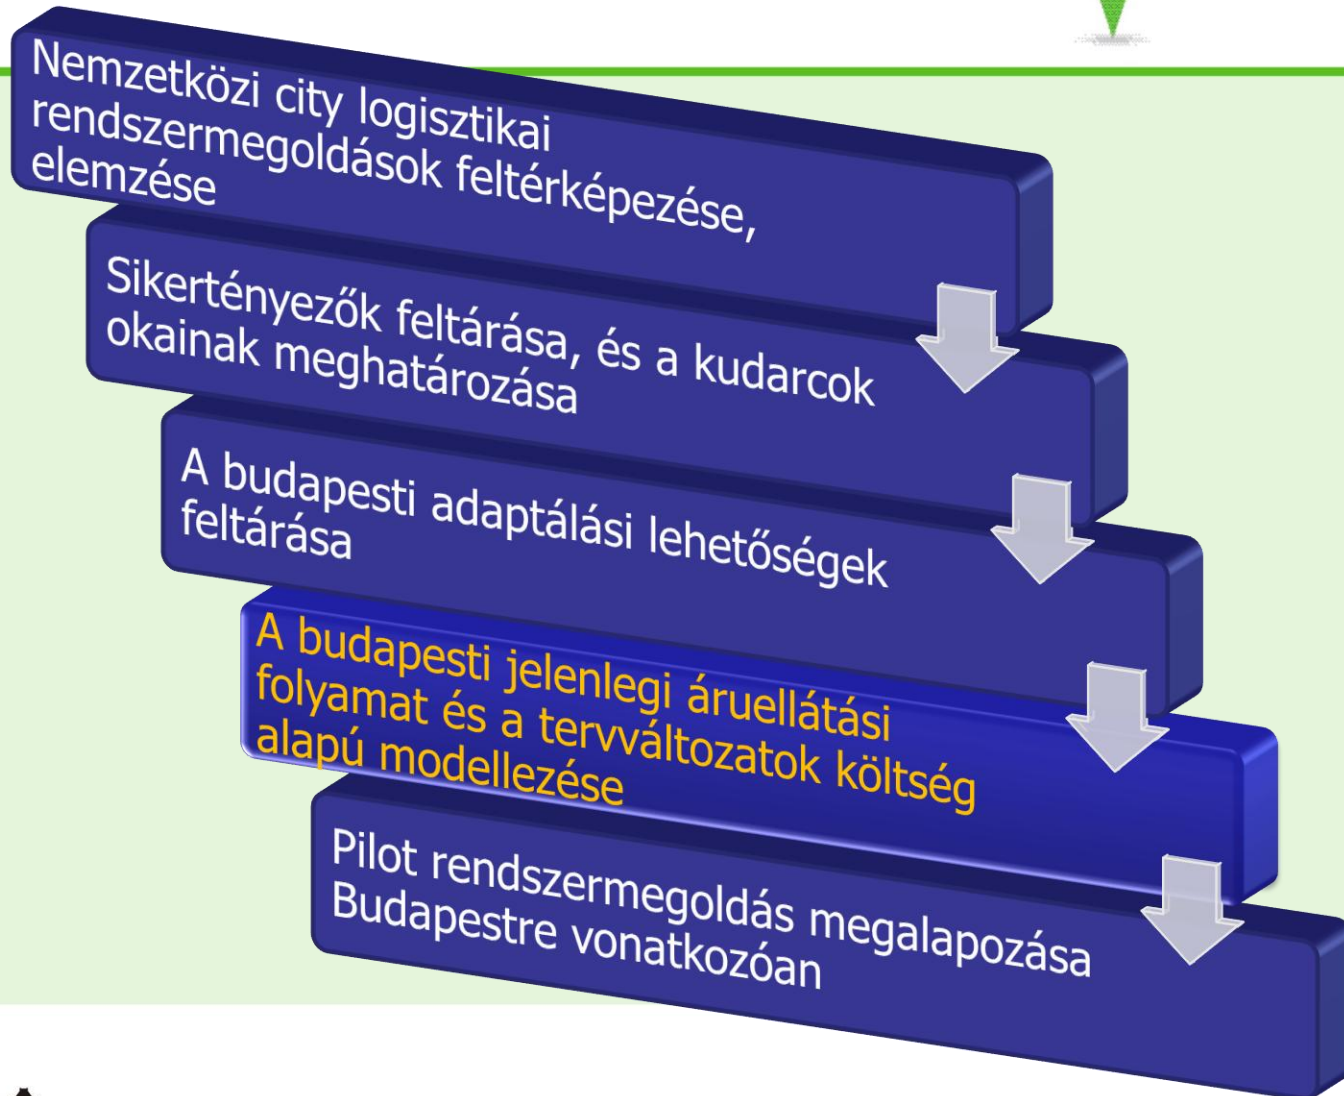 Nemzetközi city logisztikai
rendszermegoldások feltérképezése,
elemzése
Sikertényezők feltárása, és a kudarcok
okainak meghatározása
A budapesti adaptálási lehetőségek
feltárása
A budapesti jelenlegi áruellátási
folyamat és a tervváltozatok költség
alapú modellezése
Pilot rendszermegoldás megalapozása
Budapestre vonatkozóan